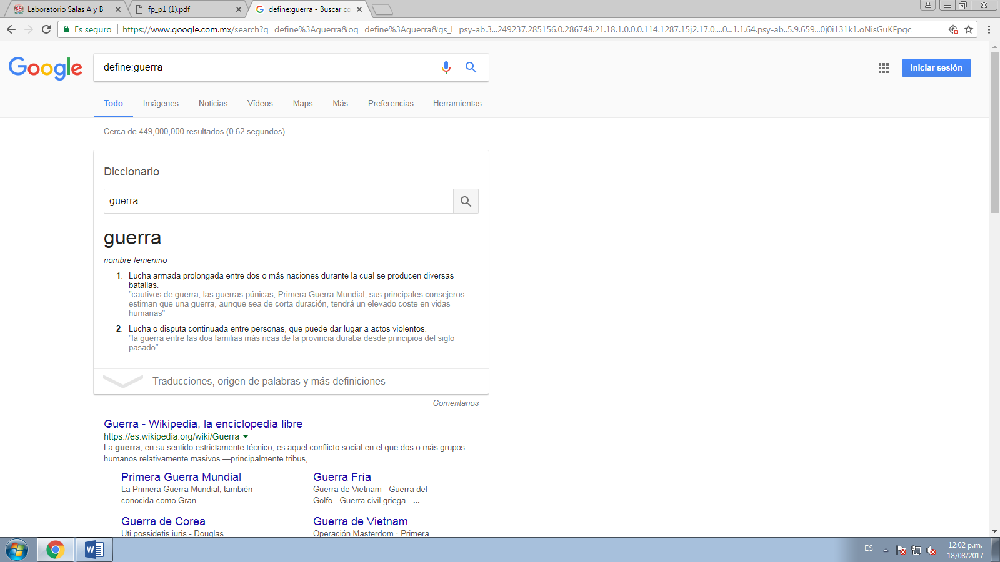 Laboratorio Salas A y B
fp_p1 (1).pdf
define:guerra - Buscar co
Es seguro
https://www.google.com.mx/search?q=define%3Aguerra&oq=define%3Aguerra&gs_l=psy-ab.3...249237.285156.0.286748.21.18.1.0.0.0.114.1287.15j2.17.0....0...1.1.64.psy-ab..5.9.659...0j0i131k1.oNisGuKFpgc
Google
define:guerra
Iniciar sesión
Todo Imágenes Noticias Vídeos Maps Más Preferencias Herramientas
Cerca de 449,000,000 resultados (0.62 segundos)
Diccionario
guerra
guerra
nombre femenino
1. Lucha armada prolongada entre dos o más naciones durante la cual se producen diversas
batallas.
"cautivos de guerra; las guerras púnicas; Primera Guerra Mundial; sus principales consejeros
estiman que una guerra, aunque sea de corta duración, tendrá un elevado coste en vidas
humanas"
2. Lucha o disputa continuada entre personas, que puede dar lugar a actos violentos.
"la guerra entre las dos familias más ricas de la provincia duraba desde principios del siglo
pasado"
Traducciones, origen de palabras y más definiciones
Comentarios
Guerra - Wikipedia, la enciclopedia libre
https://es.wikipedia.org/wiki/Guerra
La guerra, en su sentido estrictamente técnico, es aquel conflicto social en el que dos o más grupos
humanos relativamente masivos —principalmente tribus, ...
Primera Guerra Mundial
La Primera Guerra Mundial, también
conocida como Gran ...
Guerra Fría
Guerra de Vietnam - Guerra del
Golfo - Guerra civil griega - ...
Guerra de Corea
Uti possidetis iuris - Douglas
Guerra de Vietnam
Operación Masterdom · Primera
W
ES
12:02 p.m.
18/08/2017